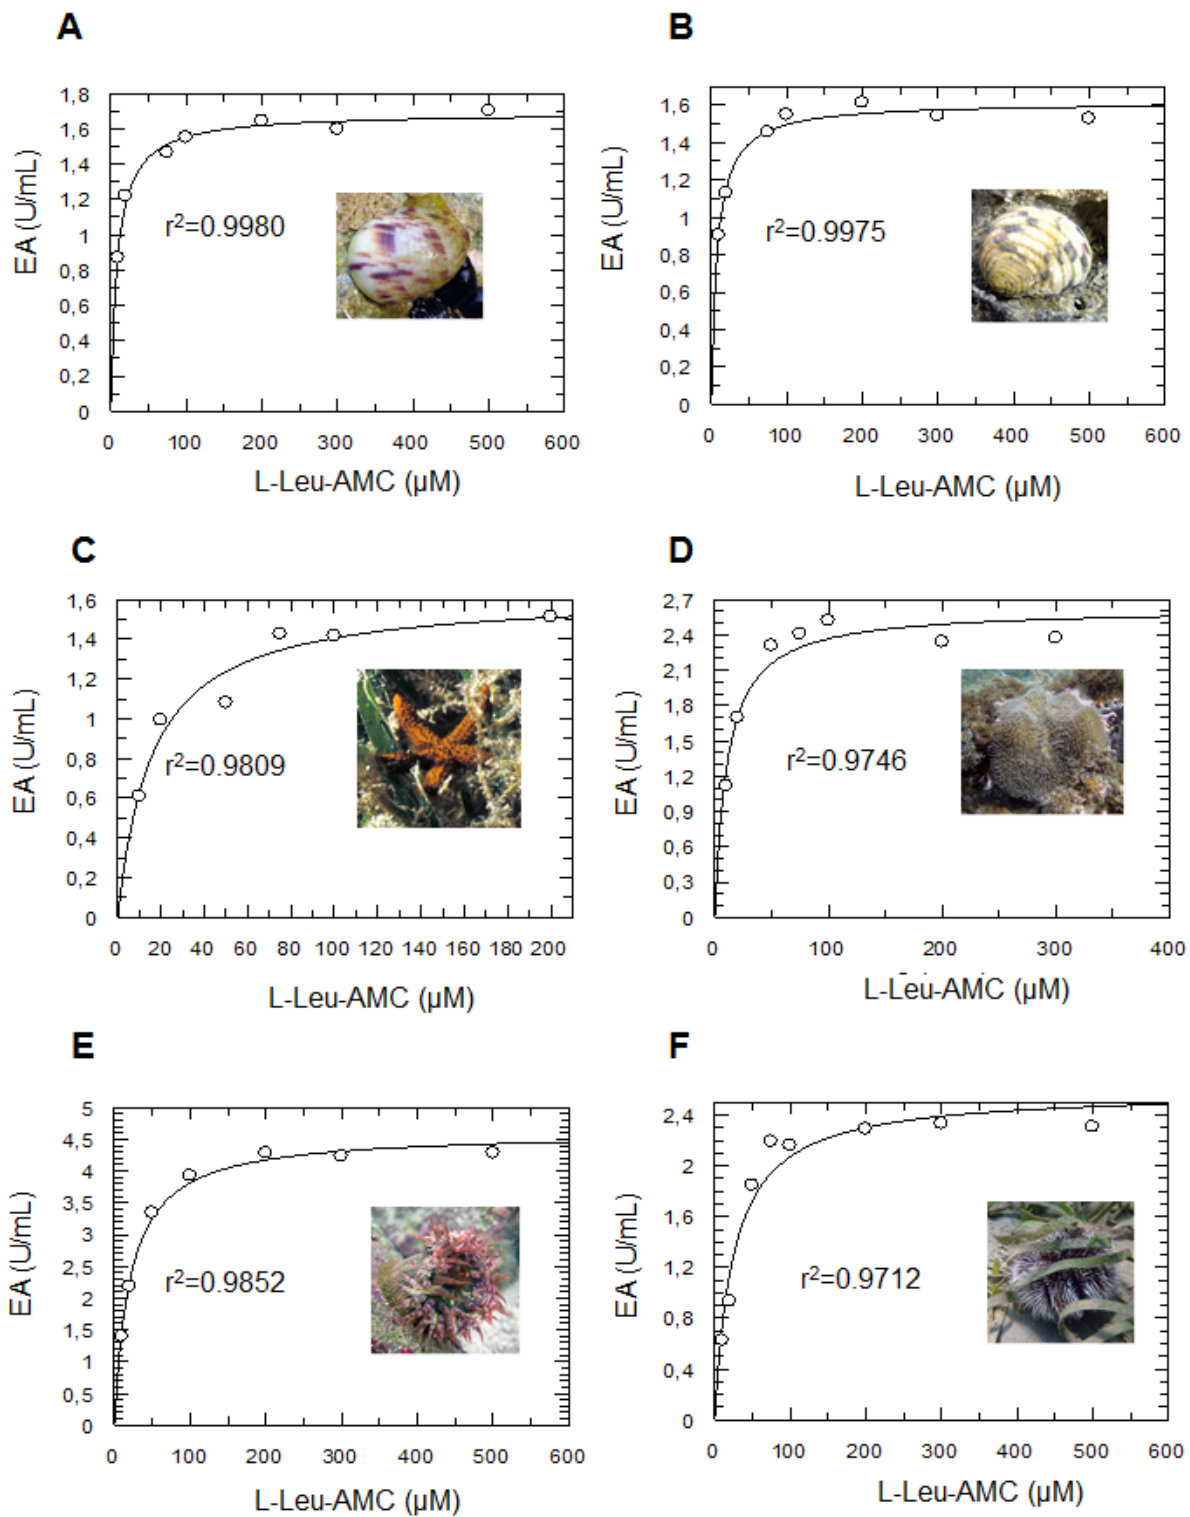 A
B
1,8
1,6
1,4
1,2
1
0,8
0,6
0,4
0,2
0
EA (U/mL)
r²=0.9980
0 100 200 300 400 500 600
L-Leu-AMC (µM)
1,6
1,4
1,2
1
0,8
0,6
0,4
0,2
0
EA (U/mL)
r²=0.9975
0 100 200 300 400 500 600
L-Leu-AMC (µM)
C
D
1,6
1,4
1,2
1
0,8
0,6
0,4
0,2
0
EA (U/mL)
r²=0.9809
0 20 40 60 80 100 120 140 160 180 200
L-Leu-AMC (µM)
2,7
2,4
2,1
1,8
1,5
1,2
0,9
0,6
0,3
0
EA (U/mL)
r²=0.9746
0 100 200 300 400
L-Leu-AMC (µM)
E
F
5
4,5
4
3,5
3
2,5
2
1,5
1
0,5
0
EA (U/mL)
r²=0.9852
0 100 200 300 400 500 600
L-Leu-AMC (µM)
2,4
2
1,6
1,2
0,8
0,4
0
EA (U/mL)
r²=0.9712
0 100 200 300 400 500 600
L-Leu-AMC (µM)